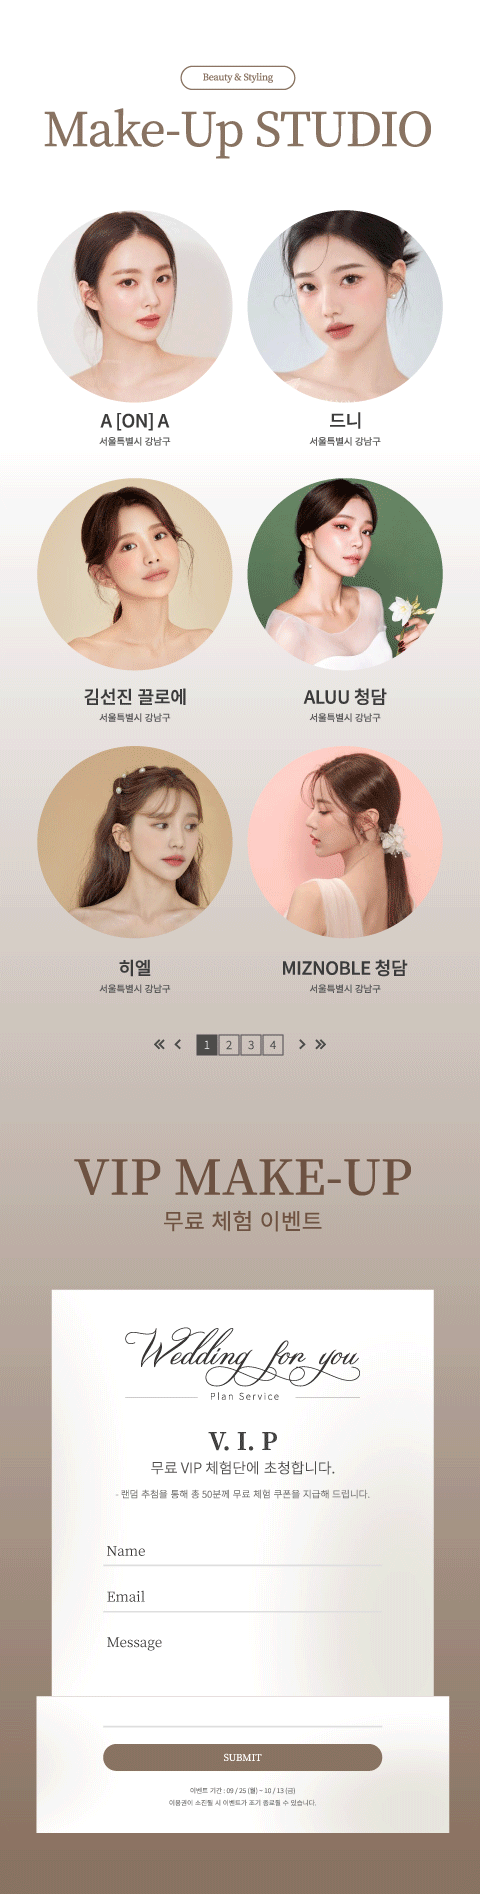 Beauty & Styling
Make-Up STUDIO
A [ON] A
서울특별시 강남구
드니
서울특별시 강남구
김선진 끌로에
서울특별시 강남구
ALUU 청담
서울특별시 강남구
히엘
서울특별시 강남구
MIZNOBLE 청담
서울특별시 강남구
1 2 3 4
VIP MAKE-UP
무료 체험 이벤트
Wedding for you
Plan Service
V. I. P
무료 VIP 체험단에 초청합니다.
- 랜덤 추첨을 통해 총 50분께 무료 체험 쿠폰을 지급해 드립니다.
Name
Email
Message
SUBMIT
이벤트 기간 : 09 / 25 (월) ~ 10 / 13 (금)
이용권이 소진될 시 이벤트가 조기 종료될 수 있습니다.